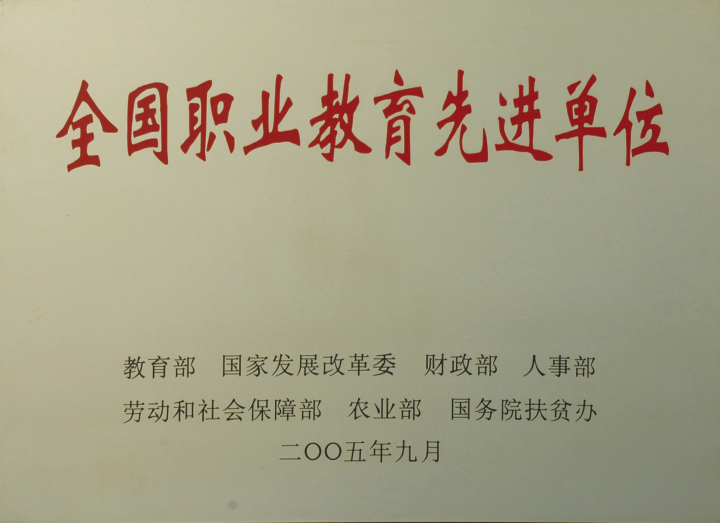 全国职业教育先进单位
教育部 国家发展改革委 财政部 人事部
劳动和社会保障部 农业部 国务院扶贫办
二〇〇五年九月